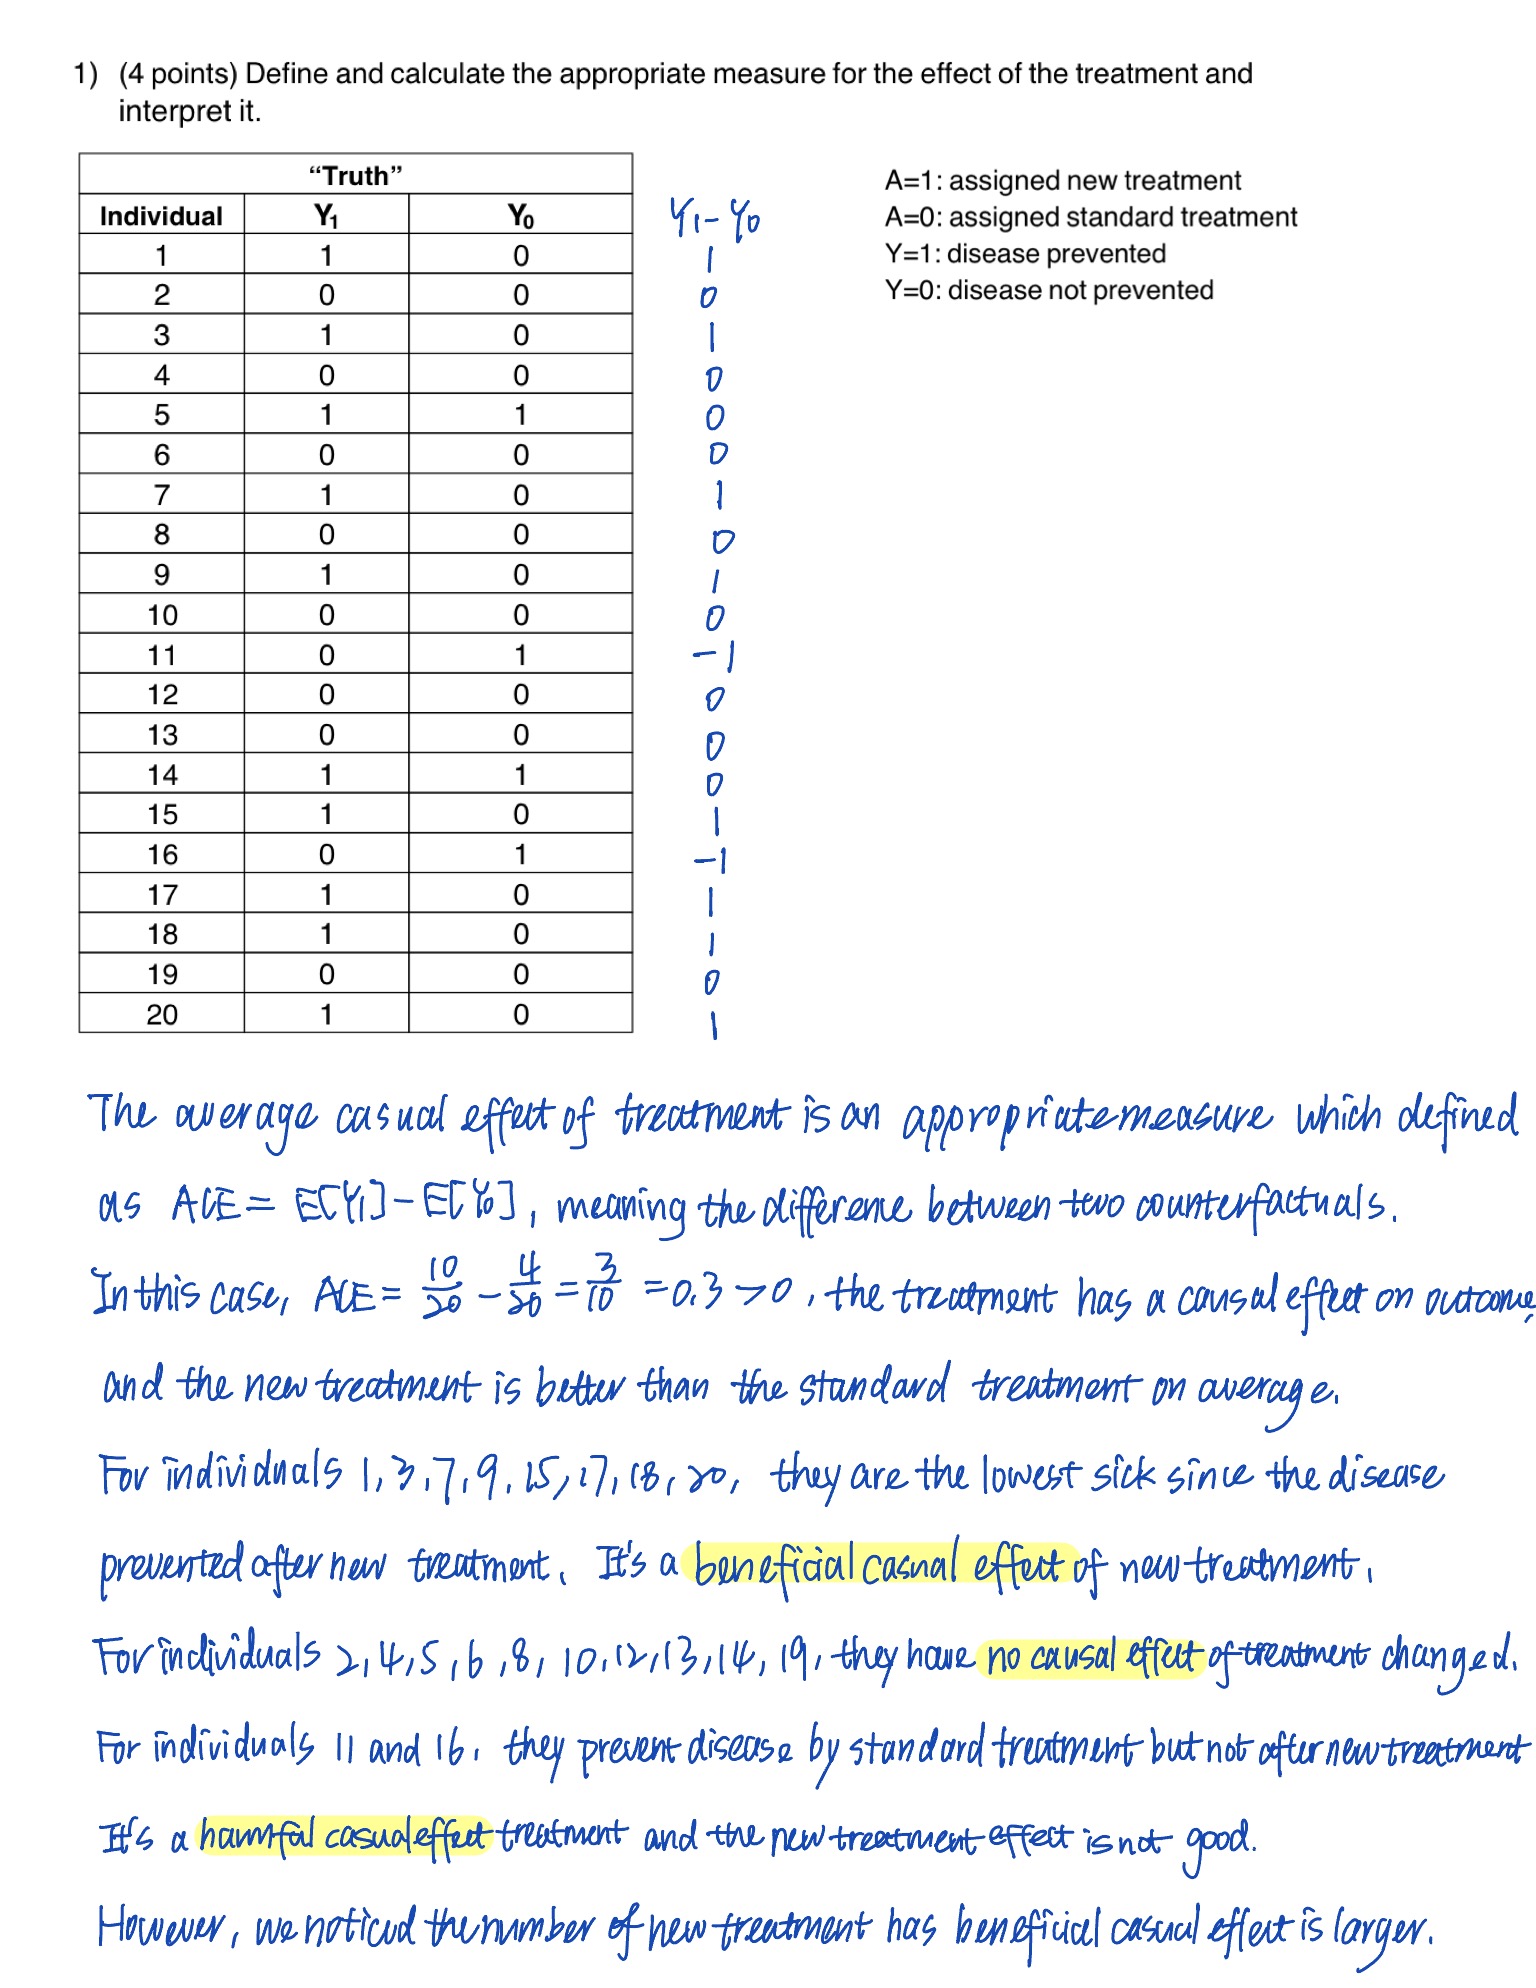 1) (4 points) Define and calculate the appropriate measure for the effect of the treatment and
interpret it.
“Truth”
Individual Y₁ Y₀ Y₁-Y₀
1 1 0 1
2 0 0 0
3 1 0 1
4 0 0 0
5 1 1 0
6 0 0 0
7 1 0 1
8 0 0 0
9 1 0 1
10 0 0 0
11 0 1 -1
12 0 0 0
13 0 0 0
14 1 1 0
15 1 0 1
16 0 1 -1
17 1 0 1
18 1 0 1
19 0 0 0
20 1 0 1
A=1: assigned new treatment
A=0: assigned standard treatment
Y=1: disease prevented
Y=0: disease not prevented
The average casual effect of treatment is an appropriate measure which defined
as ACE = E[Y₁] - E[Y₀], meaning the difference between two counterfactuals.
In this case, ACE = 10/20 - 4/20 = 3/10 = 0.3 > 0, the treatment has a causal effect on outcome,
and the new treatment is better than the standard treatment on average.
For individuals 1, 3, 7, 9, 15, 17, 18, 20, they are the lowest sick since the disease
prevented after new treatment. It's a beneficial casual effect of new treatment.
For individuals 2, 4, 5, 6, 8, 10, 12, 13, 14, 19, they have no causal effect of treatment changed.
For individuals 11 and 16, they prevent disease by standard treatment but not after new treatment
It's a harmful casual effect treatment and the new treatment effect is not good.
However, we noticed the number of new treatment has beneficial casual effect is larger.